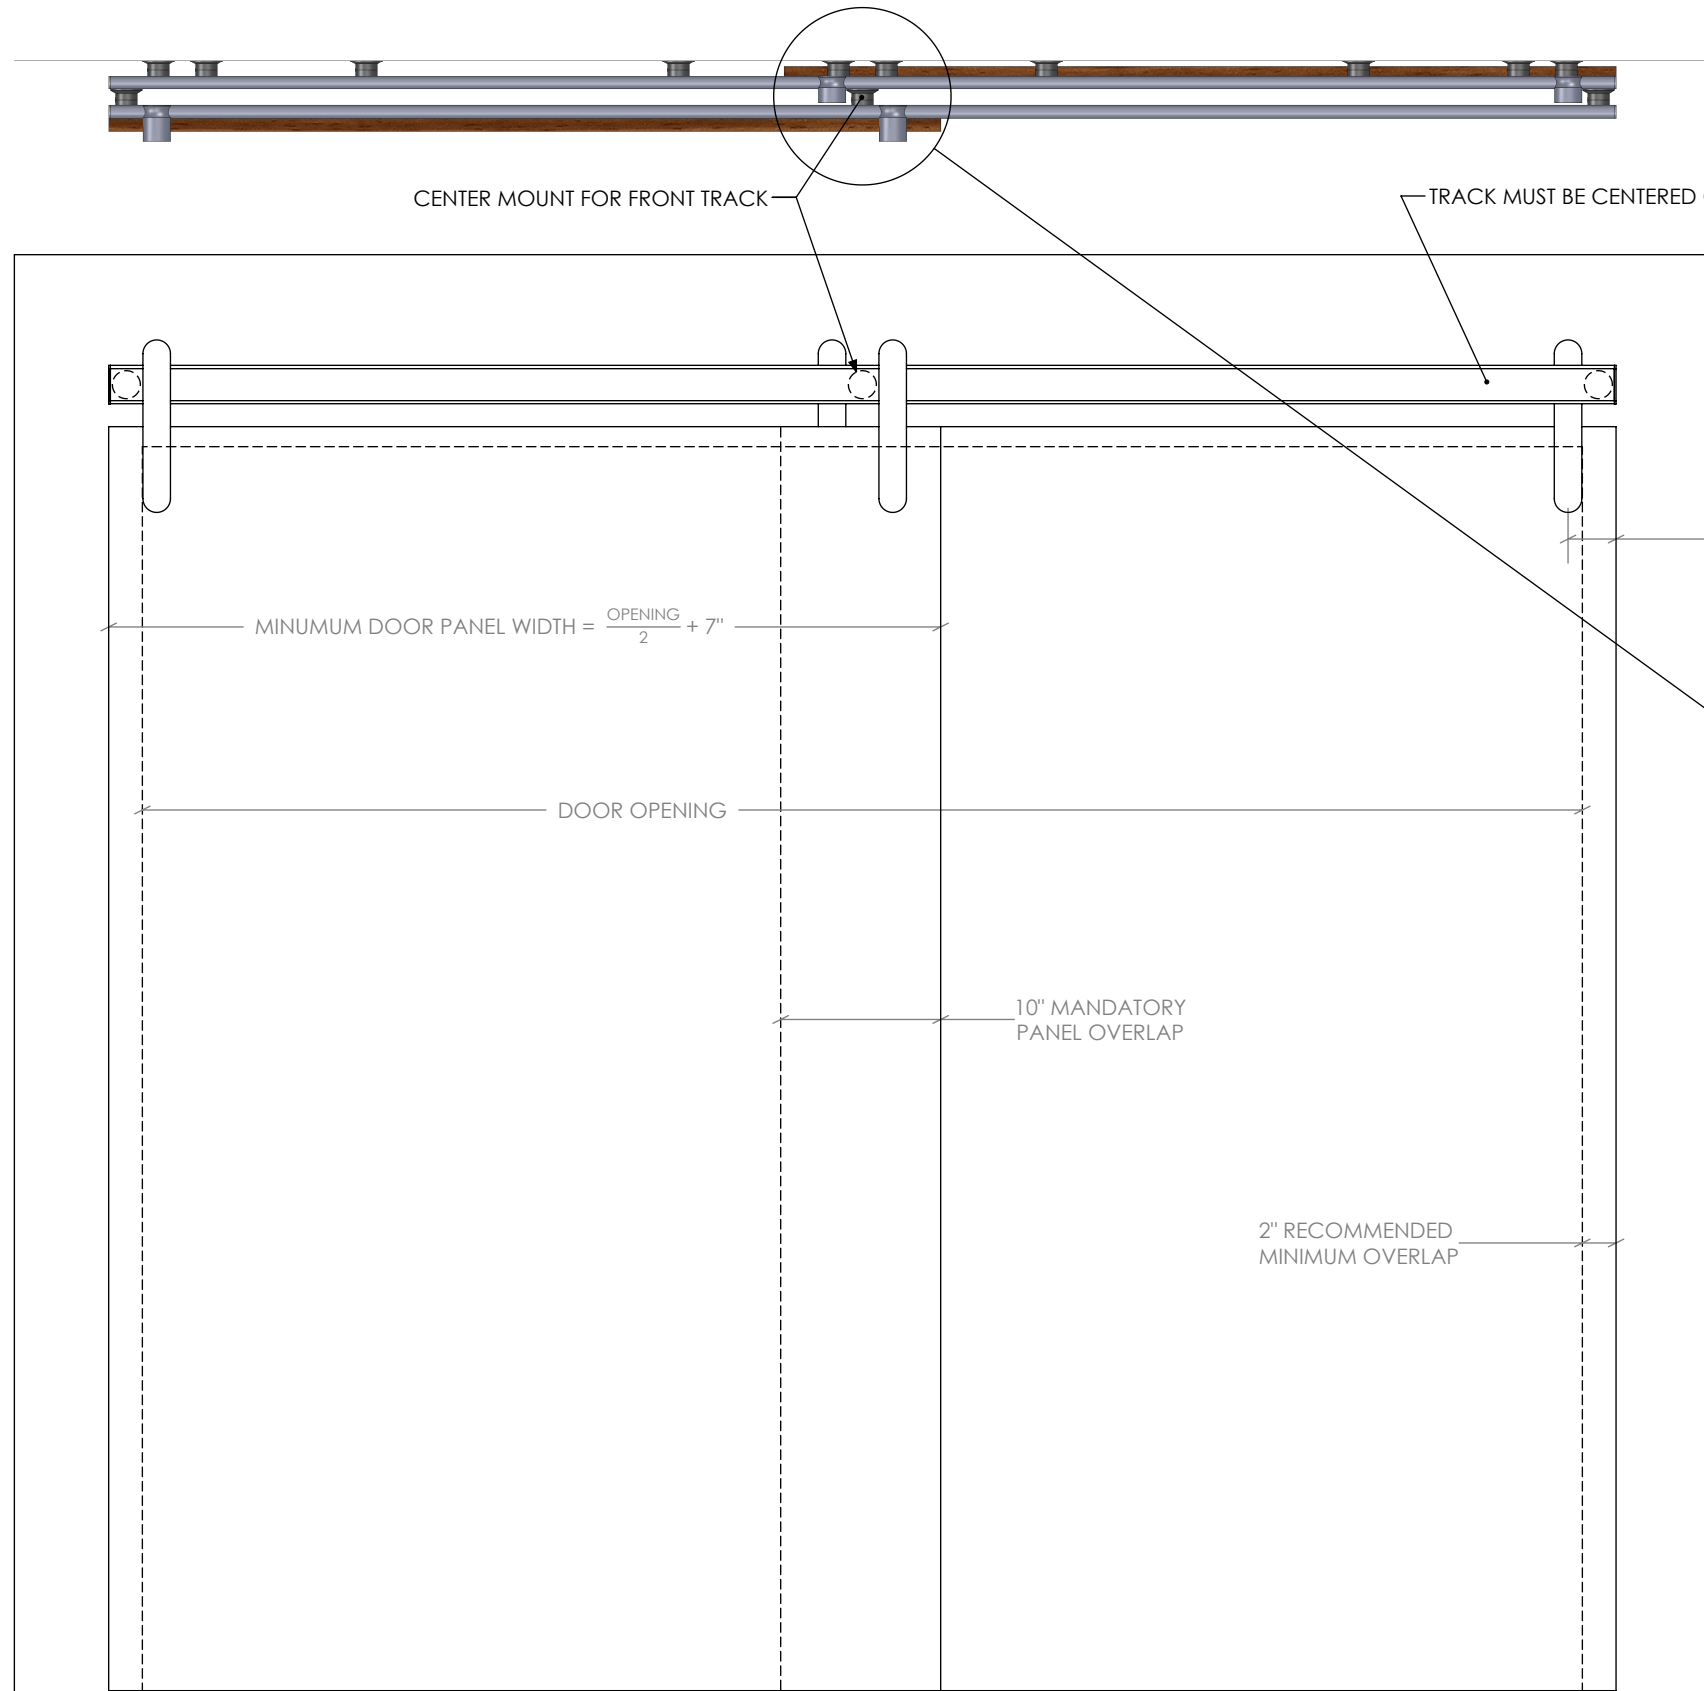 CENTER MOUNT FOR FRONT TRACK
TRACK MUST BE CENTERED
MINUMUM DOOR PANEL WIDTH = OPENING
2 + 7"
DOOR OPENING
10" MANDATORY
PANEL OVERLAP
2" RECOMMENDED
MINIMUM OVERLAP